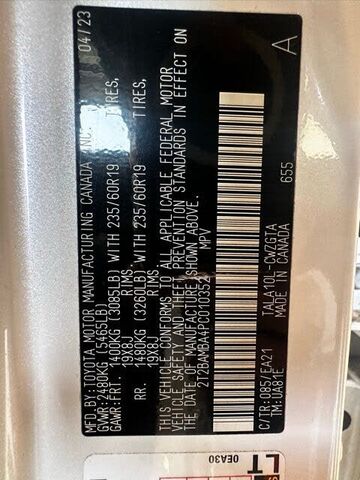 MFD.BY:TOYOTA MOTOR MANUFACTURING CANADA INC. 04/23
GVWR:2480KG (5465LB)
GAWR:FRT. 1400KG (3085LB) WITH 235/60R19 TIRES,
19X8J RIMS,
RR. 1480KG (3260LB) WITH 235/60R19 TIRES,
19X8J RIMS.
THIS VEHICLE CONFORMS TO ALL APPLICABLE FEDERAL MOTOR
VEHICLE SAFETY AND THEFT PREVENTION STANDARDS IN EFFECT ON
THE DATE OF MANUFACTURE SHOWN ABOVE.
2T2BAMBA4PC010352 MPV
A
C/TR:085/EA21 TALA10L-CWZGTA 655
TM:UA81E MADE IN CANADA
LT
0EA30